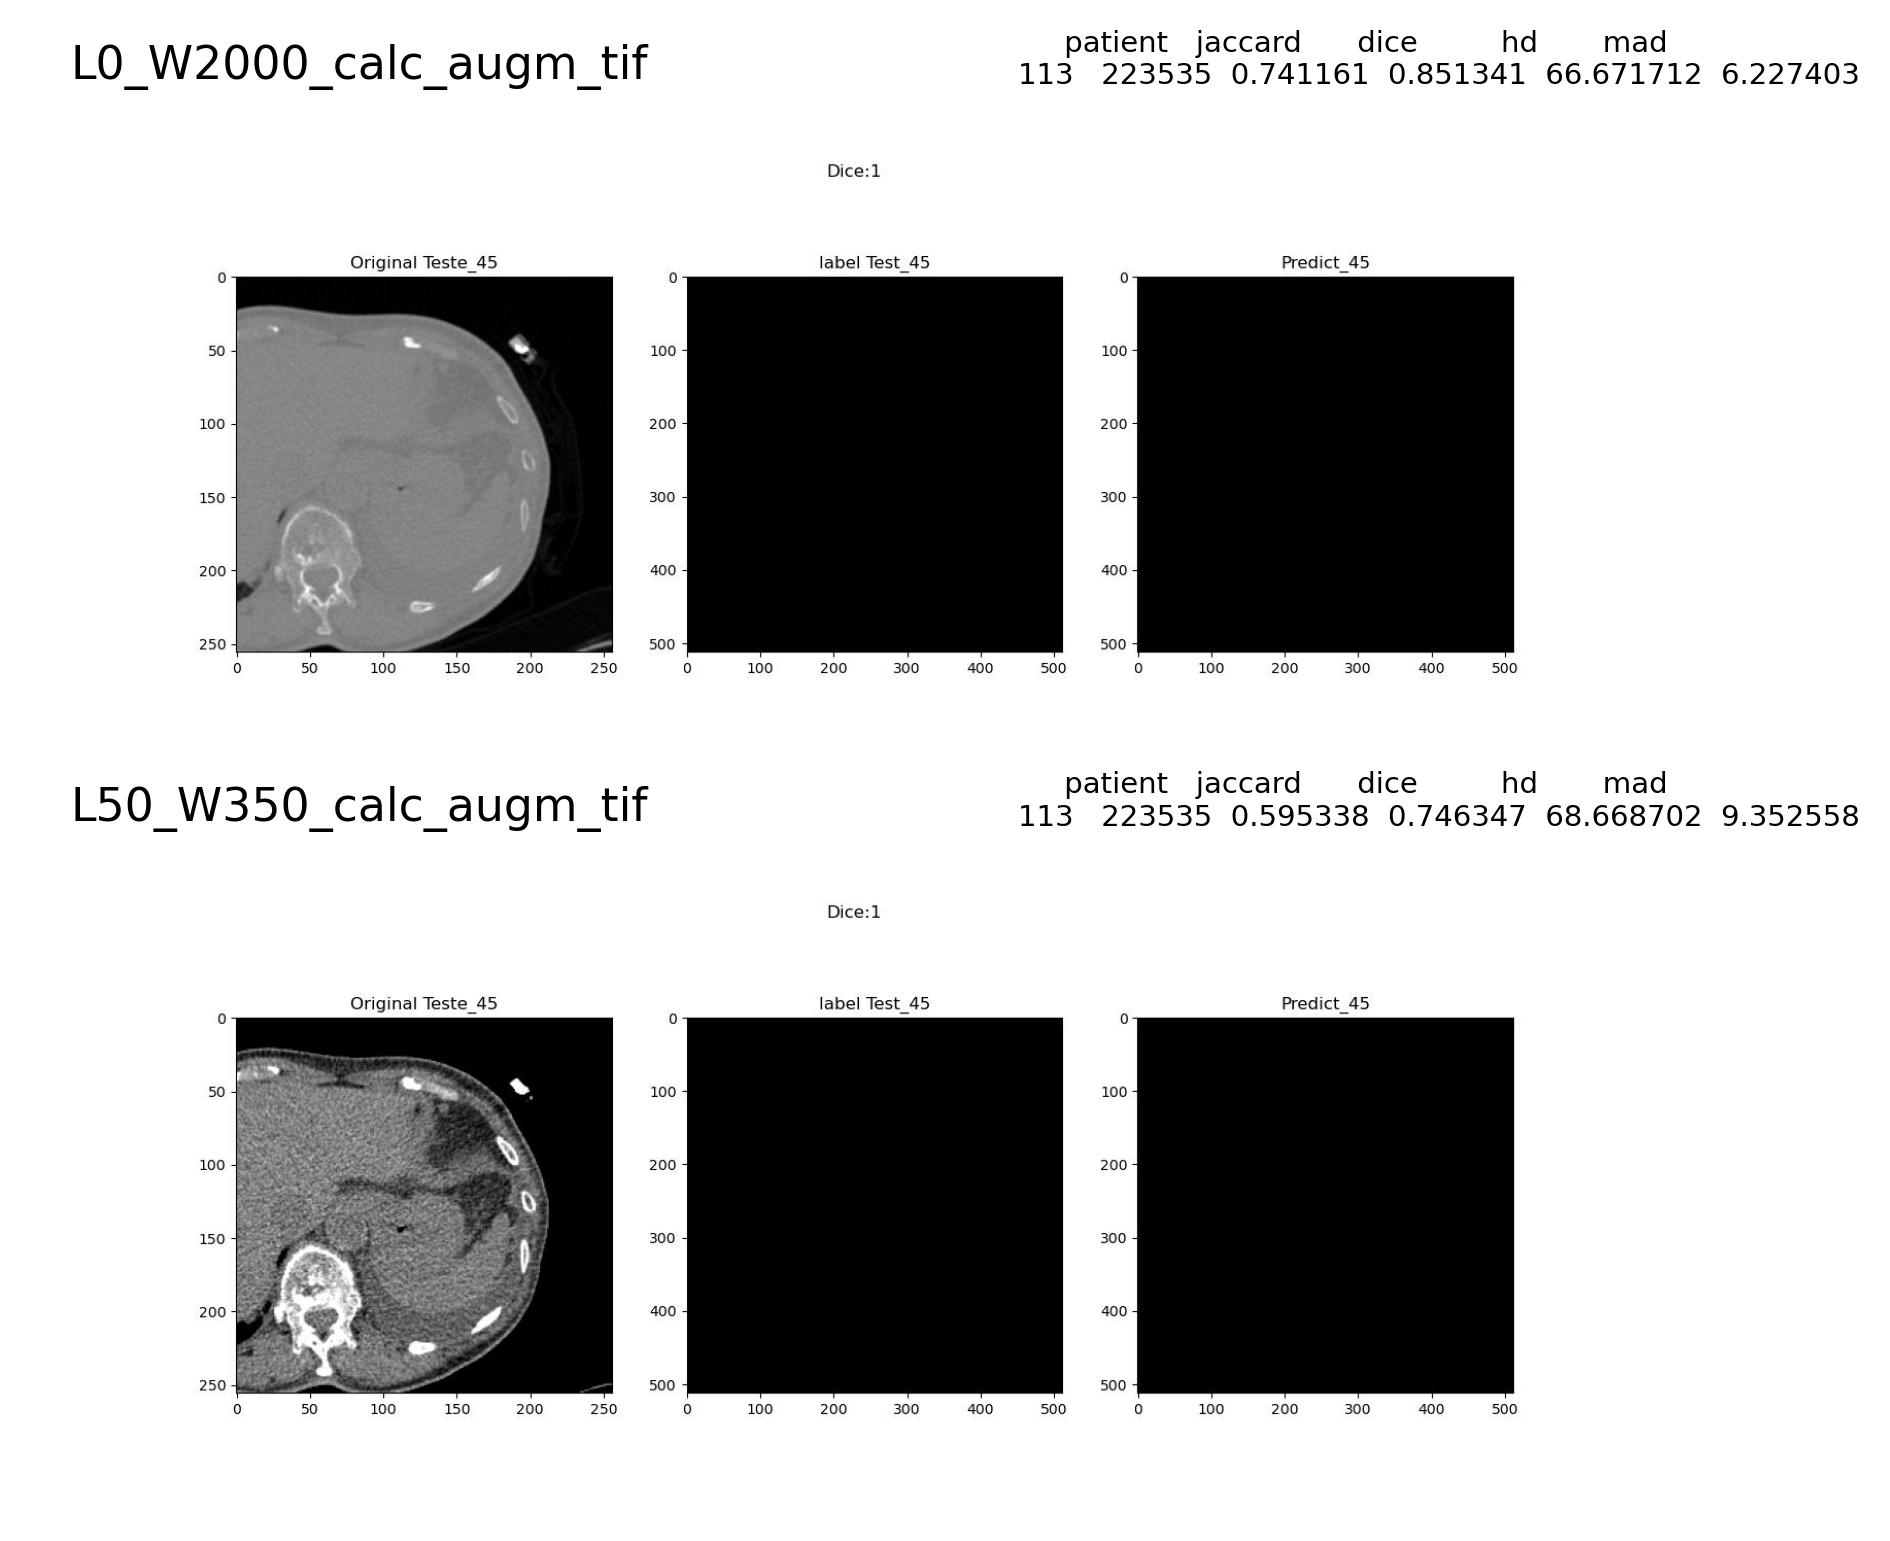 L0_W2000_calc_augm_tif
patient jaccard dice hd mad
113 223535 0.741161 0.851341 66.671712 6.227403
Dice:1
Original Teste_45
label Test_45
Predict_45
0
50
100
150
200
250
0 50 100 150 200 250
0
100
200
300
400
500
0 100 200 300 400 500
0
100
200
300
400
500
0 100 200 300 400 500
L50_W350_calc_augm_tif
patient jaccard dice hd mad
113 223535 0.595338 0.746347 68.668702 9.352558
Dice:1
Original Teste_45
label Test_45
Predict_45
0
50
100
150
200
250
0 50 100 150 200 250
0
100
200
300
400
500
0 100 200 300 400 500
0
100
200
300
400
500
0 100 200 300 400 500